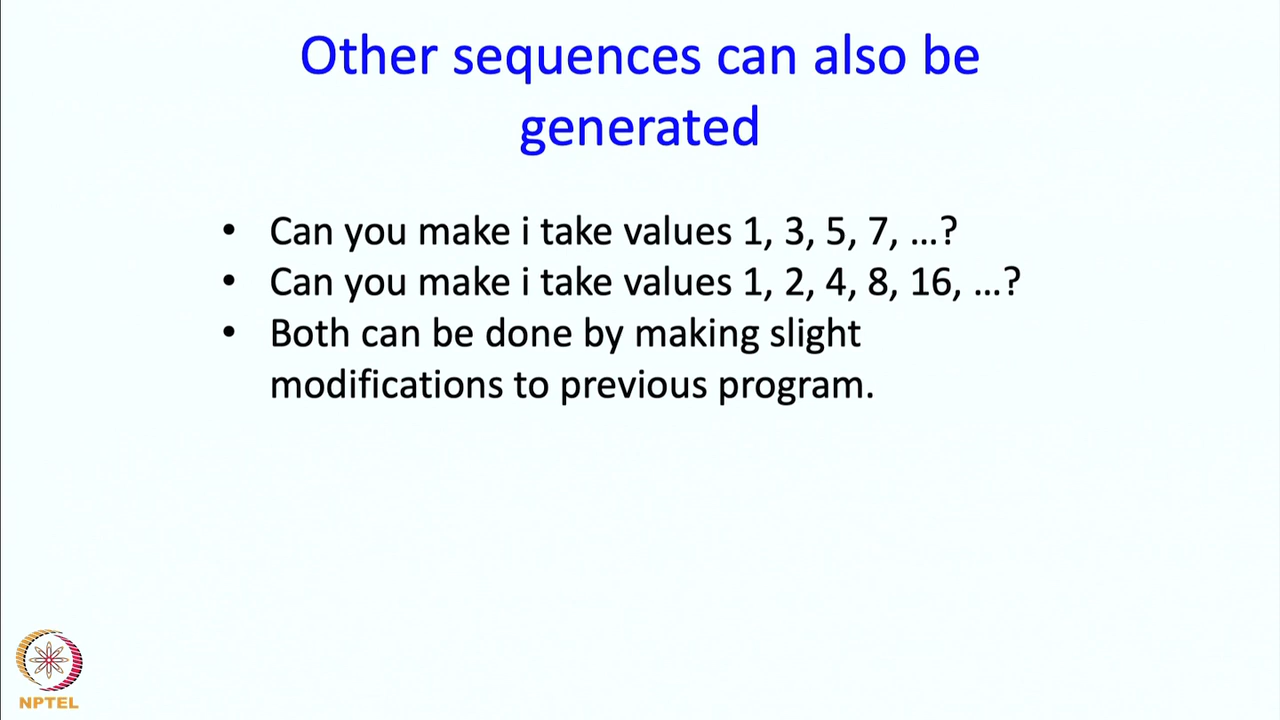 Other sequences can also be
generated
• Can you make i take values 1, 3, 5, 7, …?
• Can you make i take values 1, 2, 4, 8, 16, …?
• Both can be done by making slight
modifications to previous program.
NPTEL